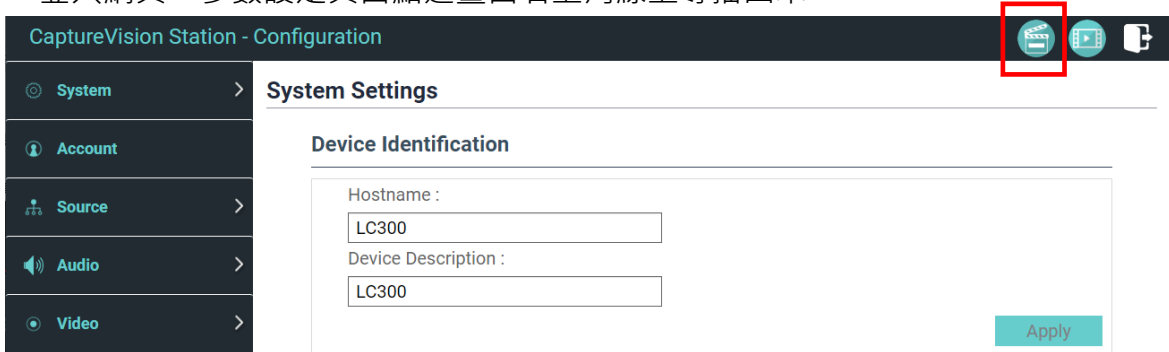 CaptureVision Station - Configuration
System
Account
Source
Audio
Video
System Settings
Device Identification
Hostname :
LC300
Device Description :
LC300
Apply